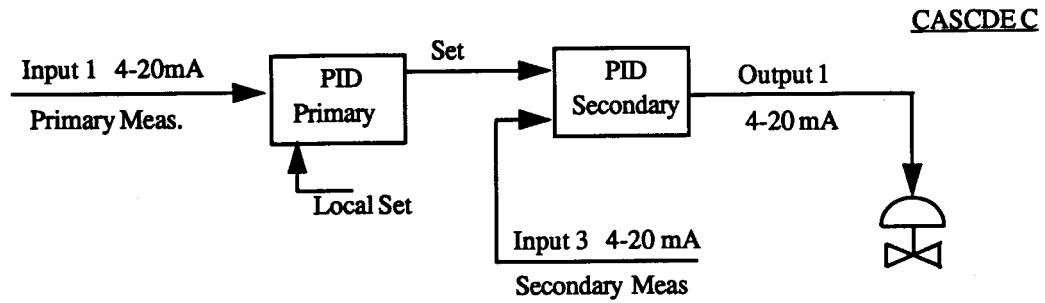 CASCDE C
Input 1 4-20mA
Primary Meas.
PID
Primary
Local Set
Set
PID
Secondary
Input 3 4-20 mA
Secondary Meas
Output 1
4-20 mA